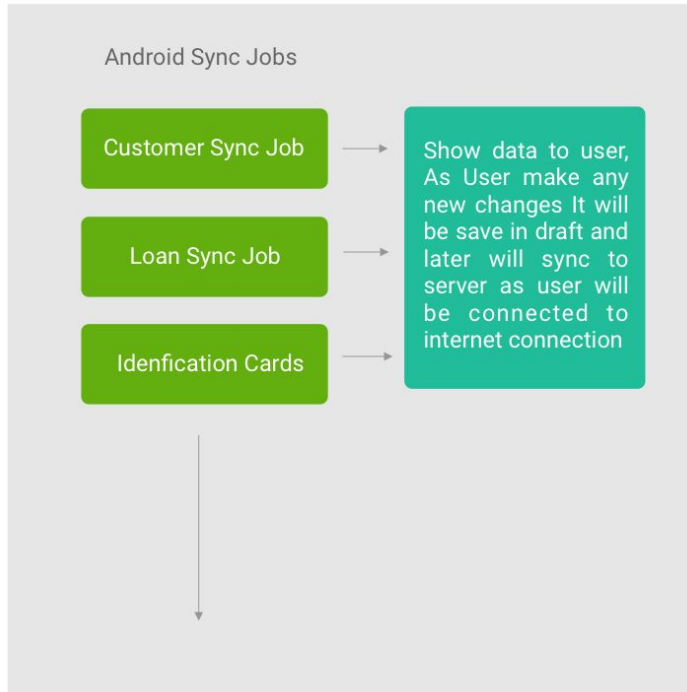 Android Sync Jobs
Customer Sync Job
Loan Sync Job
Idenfication Cards
Show data to user,
As User make any
new changes It will
be save in draft and
later will sync to
server as user will
be connected to
internet connection